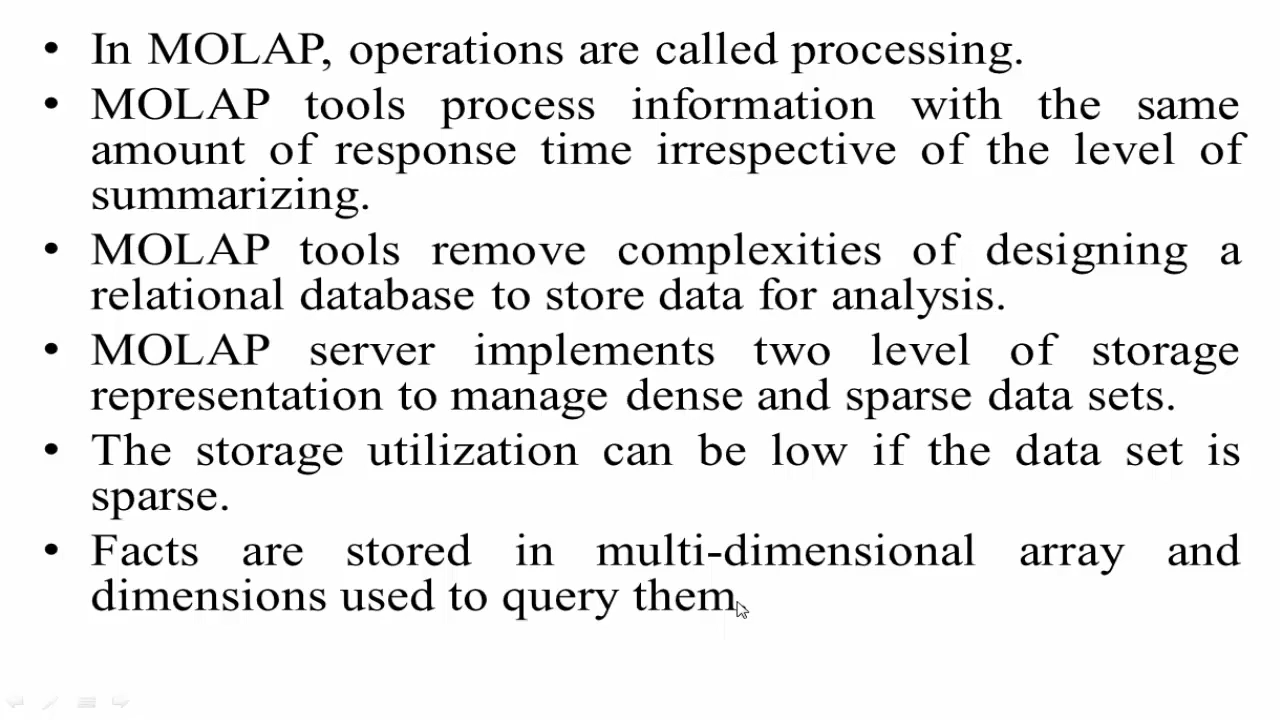 • In MOLAP, operations are called processing.
• MOLAP tools process information with the same
amount of response time irrespective of the level of
summarizing.
• MOLAP tools remove complexities of designing a
relational database to store data for analysis.
• MOLAP server implements two level of storage
representation to manage dense and sparse data sets.
• The storage utilization can be low if the data set is
sparse.
• Facts are stored in multi-dimensional array and
dimensions used to query them.